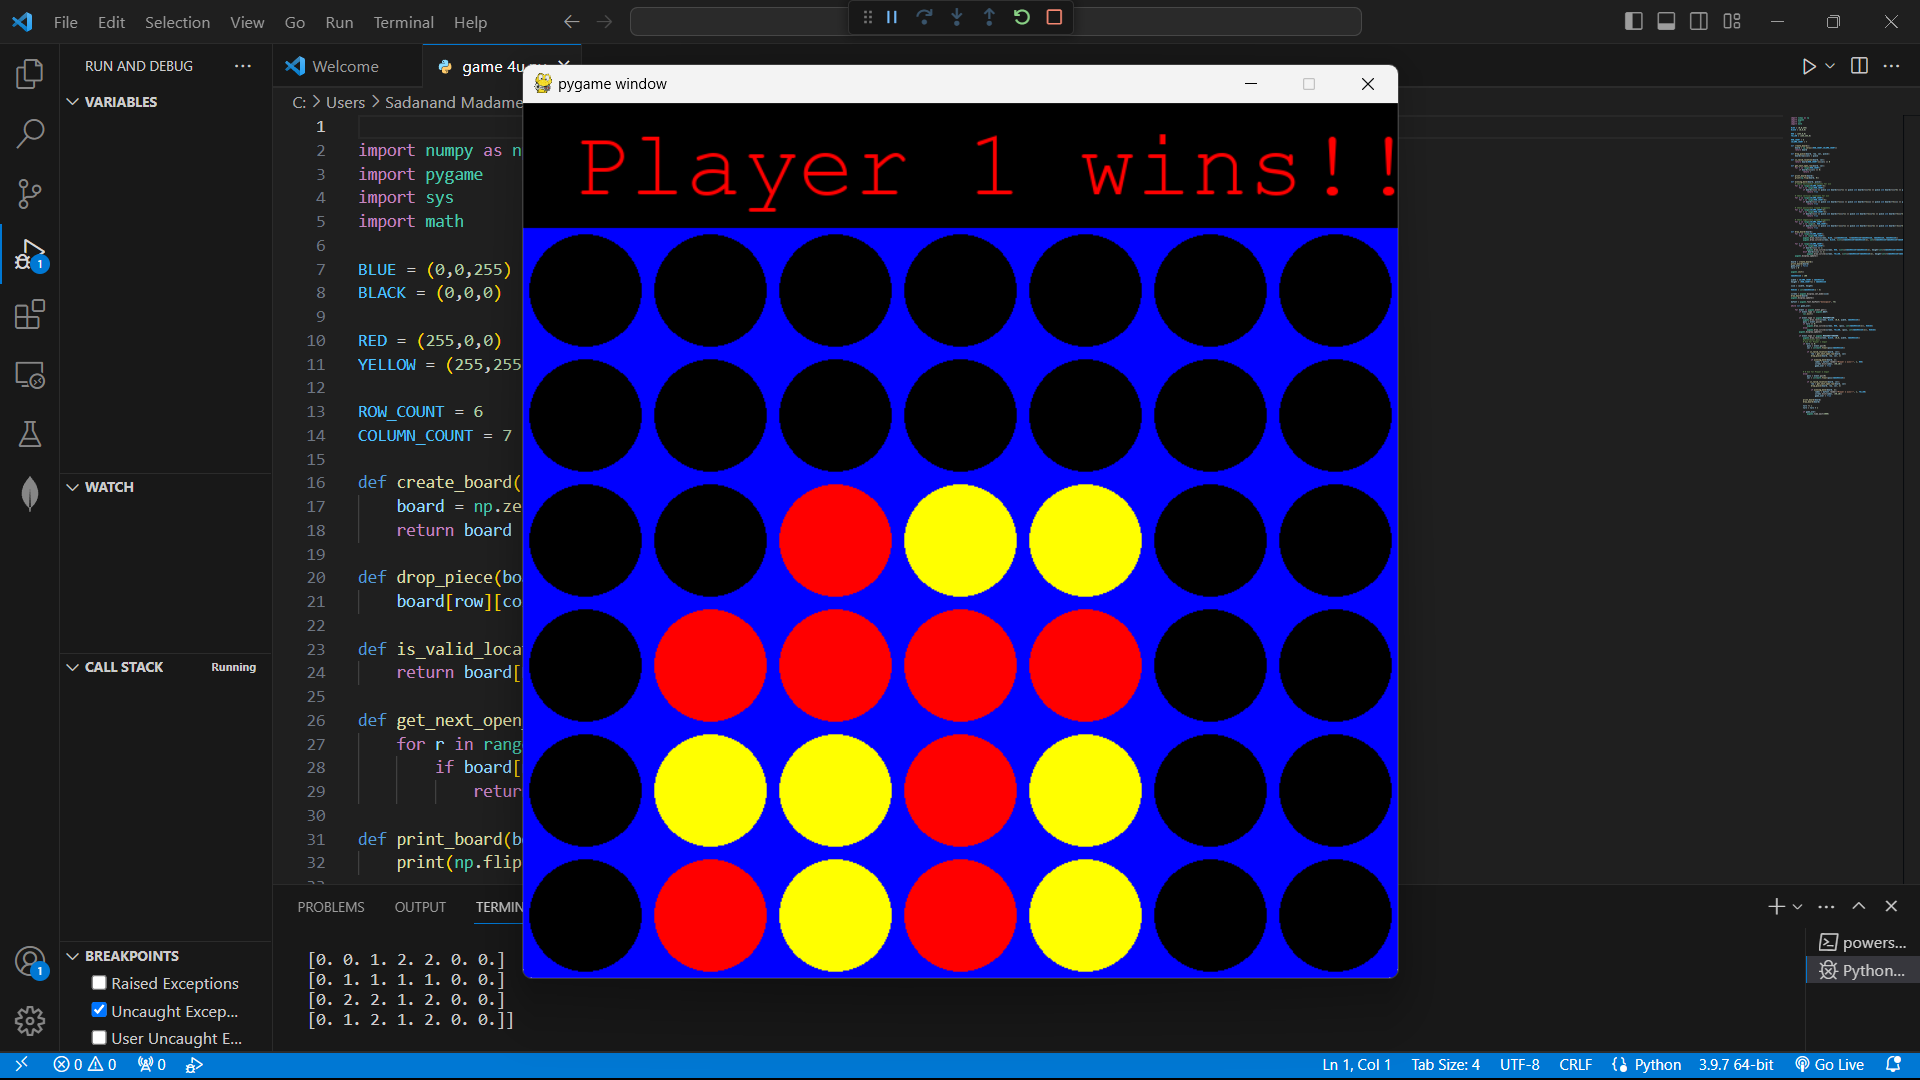 File Edit Selection View Go Run Terminal Help
RUN AND DEBUG
VARIABLES
WATCH
CALL STACK Running
BREAKPOINTS
Raised Exceptions
Uncaught Excep...
User Uncaught E...
1
1
Welcome
game 4u
C: > Users > Sadanand Madame
1
2 import numpy as n
3 import pygame
4 import sys
5 import math
6
7 BLUE = (0,0,255)
8 BLACK = (0,0,0)
9
10 RED = (255,0,0)
11 YELLOW = (255,255
12
13 ROW_COUNT = 6
14 COLUMN_COUNT = 7
15
16 def create_board(
17 board = np.ze
18 return board
19
20 def drop_piece(bo
21 board[row][co
22
23 def is_valid_loca
24 return board[
25
26 def get_next_open_
27 for r in rang
28 if board[
29 retur
30
31 def print_board(b
32 print(np.flip
pygame window
Player 1 wins!!
PROBLEMS OUTPUT TERMIN
[0. 0. 1. 2. 2. 0. 0.]
[0. 1. 1. 1. 1. 0. 0.]
[0. 2. 2. 1. 2. 0. 0.]
[0. 1. 2. 1. 2. 0. 0.]]
powers...
Python...
0 0 0
Ln 1, Col 1 Tab Size: 4 UTF-8 CRLF Python 3.9.7 64-bit Go Live